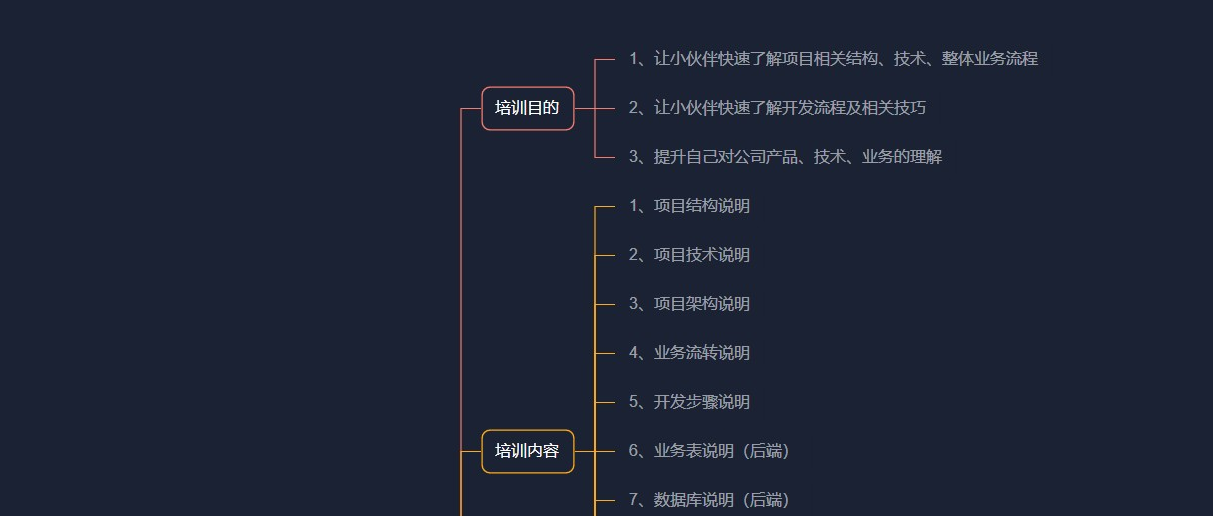 培训目的
1、让小伙伴快速了解项目相关结构、技术、整体业务流程
2、让小伙伴快速了解开发流程及相关技巧
3、提升自己对公司产品、技术、业务的理解
培训内容
1、项目结构说明
2、项目技术说明
3、项目架构说明
4、业务流转说明
5、开发步骤说明
6、业务表说明（后端）
7、数据库说明（后端）